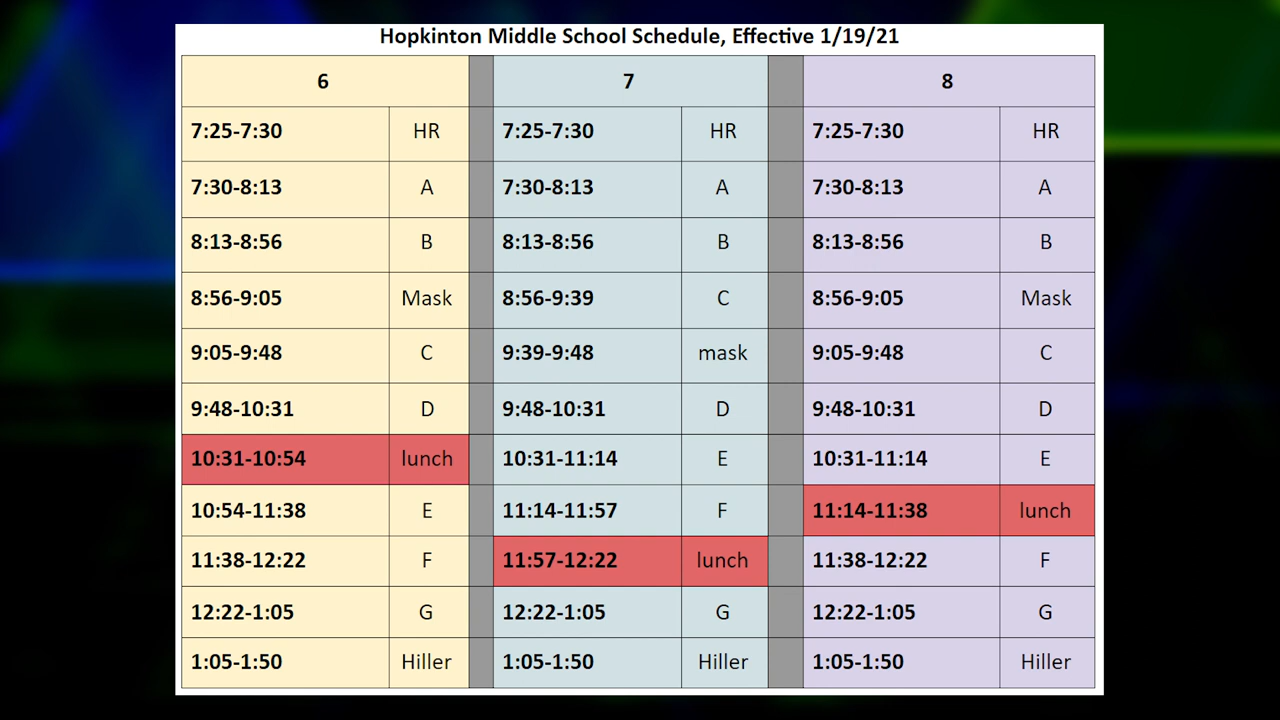 Hopkinton Middle School Schedule, Effective 1/19/21
6 7 8
7:25-7:30 HR 7:25-7:30 HR 7:25-7:30 HR
7:30-8:13 A 7:30-8:13 A 7:30-8:13 A
8:13-8:56 B 8:13-8:56 B 8:13-8:56 B
8:56-9:05 Mask 8:56-9:39 C 8:56-9:05 Mask
9:05-9:48 C 9:39-9:48 mask 9:05-9:48 C
9:48-10:31 D 9:48-10:31 D 9:48-10:31 D
10:31-10:54 lunch 10:31-11:14 E 10:31-11:14 E
10:54-11:38 E 11:14-11:57 F 11:14-11:38 lunch
11:38-12:22 F 11:57-12:22 lunch 11:38-12:22 F
12:22-1:05 G 12:22-1:05 G 12:22-1:05 G
1:05-1:50 Hiller 1:05-1:50 Hiller 1:05-1:50 Hiller